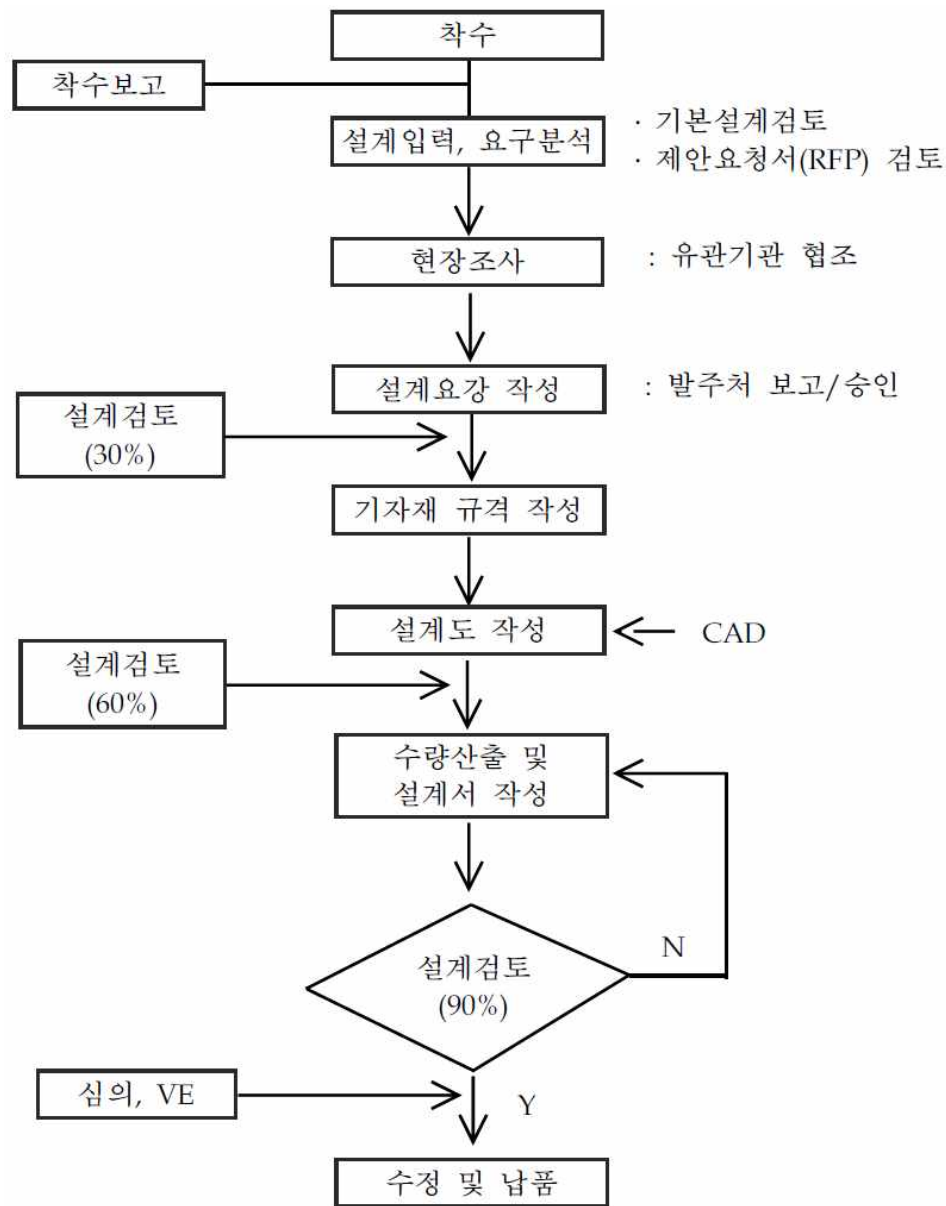 착수
착수보고
설계입력, 요구분석
· 기본설계검토
· 제안요청서(RFP) 검토
현장조사
: 유관기관 협조
설계요강 작성
: 발주처 보고/승인
설계검토
(30%)
기자재 규격 작성
설계도 작성
CAD
설계검토
(60%)
수량산출 및
설계서 작성
설계검토
(90%)
N
심의, VE
Y
수정 및 납품